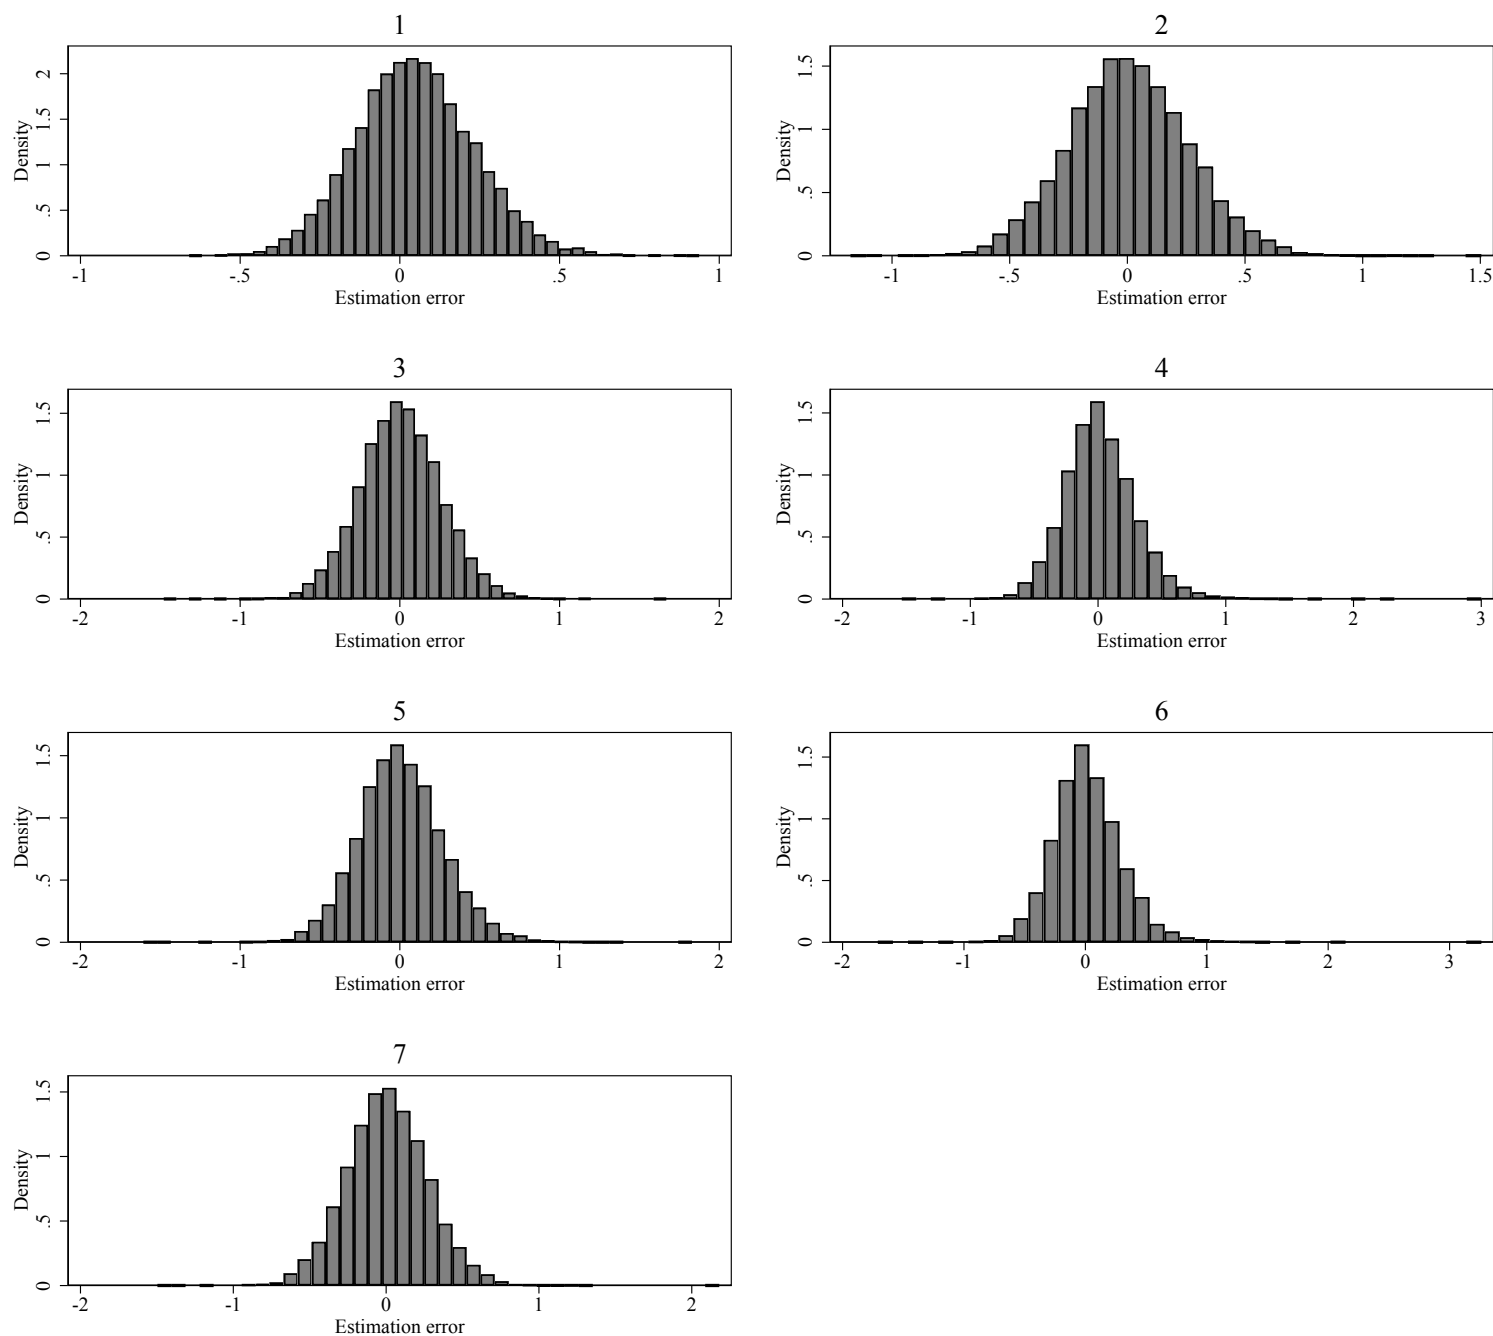 1
Density
0 .5 1 1.5 2
-1 -.5 0 .5 1
Estimation error
2
Density
0 .5 1 1.5
-1 -.5 0 .5 1 1.5
Estimation error
3
Density
0 .5 1 1.5
-2 -1 0 1 2
Estimation error
4
Density
0 .5 1 1.5
-2 -1 0 1 2 3
Estimation error
5
Density
0 .5 1 1.5
-2 -1 0 1 2
Estimation error
6
Density
0 .5 1 1.5
-2 -1 0 1 2 3
Estimation error
7
Density
0 .5 1 1.5
-2 -1 0 1 2
Estimation error